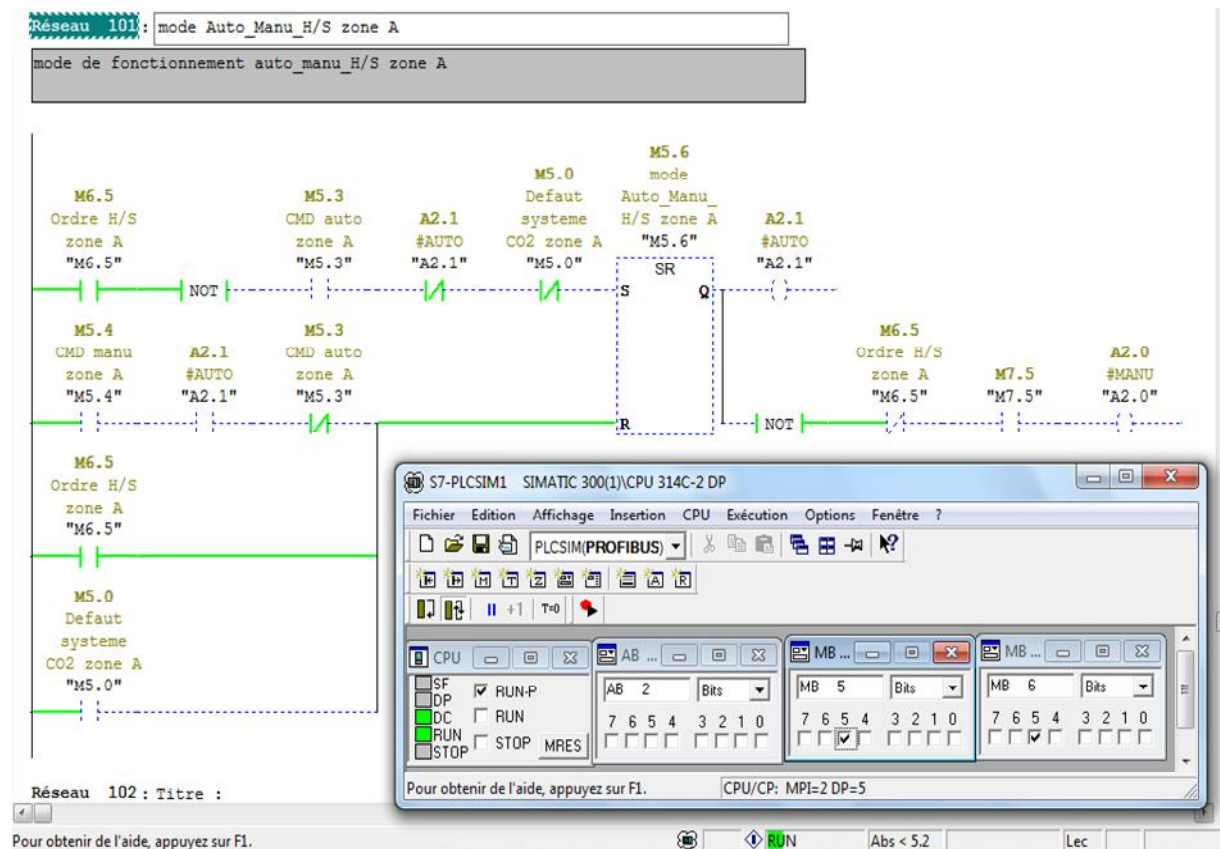 Réseau 101 : mode Auto_Manu_H/S zone A
mode de fonctionnement auto_manu_H/S zone A
M6.5
Ordre H/S
zone A
"M6.5"
NOT
M5.3
CMD auto
zone A
"M5.3"
A2.1
#AUTO
"A2.1"
M5.0
Defaut
systeme
CO2 zone A
"M5.0"
M5.6
mode
Auto_Manu_
H/S zone A
"M5.6"
SR
S Q
R
A2.1
#AUTO
"A2.1"
M5.4
CMD manu
zone A
"M5.4"
A2.1
#AUTO
"A2.1"
M5.3
CMD auto
zone A
"M5.3"
NOT
M6.5
Ordre H/S
zone A
"M6.5"
M7.5
"M7.5"
A2.0
#MANU
"A2.0"
M6.5
Ordre H/S
zone A
"M6.5"
M5.0
Defaut
systeme
CO2 zone A
"M5.0"
S7-PLCSIM1 SIMATIC 300(1)\CPU 314C-2 DP
Fichier Edition Affichage Insertion CPU Exécution Options Fenêtre ?
PLCSIM(PROFIBUS)
+1 T=0
CPU
SF
DP
DC
RUN
STOP
RUN-P
RUN
STOP MRES
AB ...
AB 2 Bits
7 6 5 4 3 2 1 0
MB ...
MB 5 Bits
7 6 5 4 3 2 1 0
MB ...
MB 6 Bits
7 6 5 4 3 2 1 0
Pour obtenir de l'aide, appuyez sur F1. CPU/CP: MPI=2 DP=5
Réseau 102 : Titre :
Pour obtenir de l'aide, appuyez sur F1. RUN Abs < 5.2 Lec